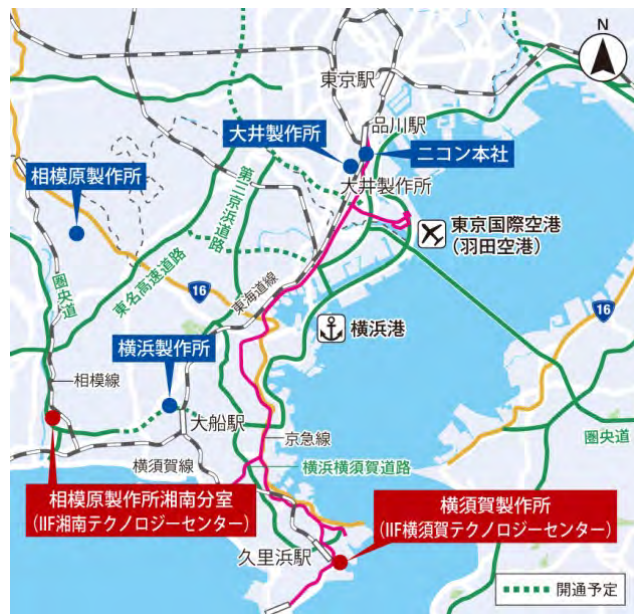 N
東京駅
品川駅
大井製作所
ニコン本社
大井製作所
相模原製作所
第二京浜道路
東京国際空港
(羽田空港)
圏央道
東名高速道路
16
東海道線
16
横浜港
横浜製作所
相模線
大船駅
京急線
圏央道
横須賀線
横浜横須賀道路
相模原製作所湘南分室
(IIF湘南テクノロジーセンター)
横須賀製作所
(IIF横須賀テクノロジーセンター)
久里浜駅
開通予定